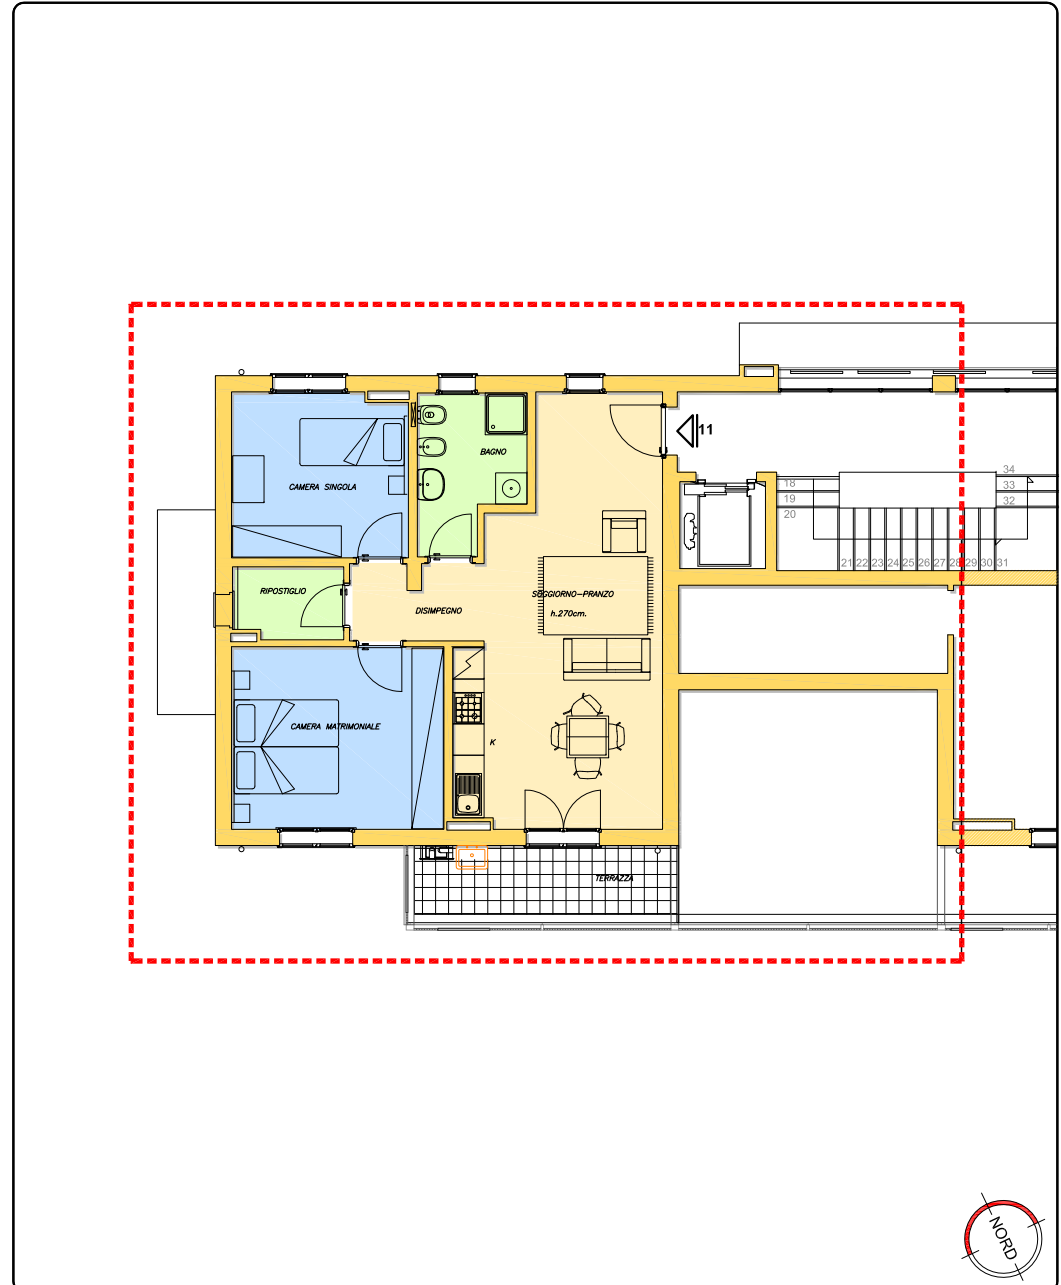 11
BAGNO
34
18
33
CAMERA SINGOLA
19
32
20
21 22 23 24 25 26 27 28 29 30 31
RIPOSTIGLIO
SOGGIORNO-PRANZO
DISIMPEGNO
h.270cm.
CAMERA MATRIMONIALE
K
TERRAZZA
NORD